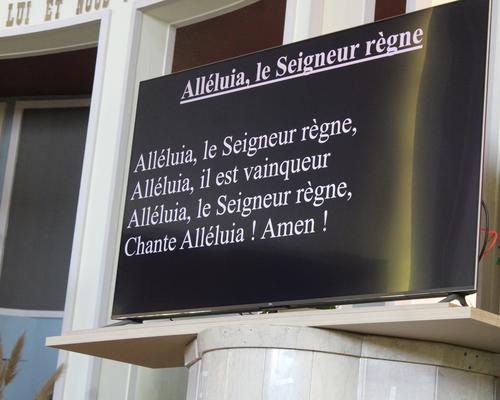 LUI ET NOUS
Alléluia, le Seigneur règne
Alléluia, le Seigneur règne,
Alléluia, il est vainqueur
Alléluia, le Seigneur règne,
Chante Alléluia ! Amen !